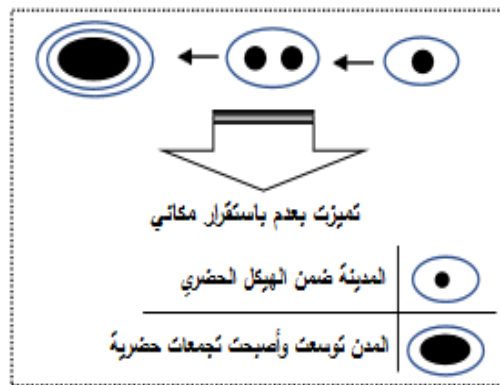 تميزت بعدم باستقرار مكاني
المدينة ضمن الهيكل الحضري
المدن توسعت وأصبحت تجمعات حضرية